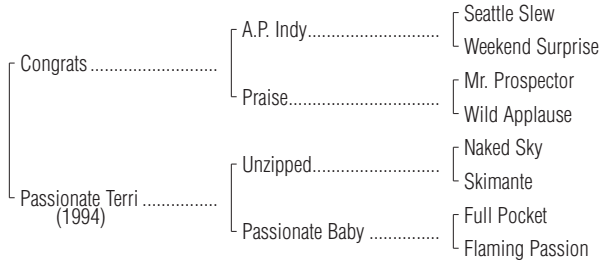 Seattle Slew
A.P. Indy..............................
Weekend Surprise
Congrats .............................
Mr. Prospector
Praise...................................
Wild Applause
Naked Sky
Unzipped.............................
Skimante
Passionate Terri .................
(1994)
Full Pocket
Passionate Baby ................
Flaming Passion